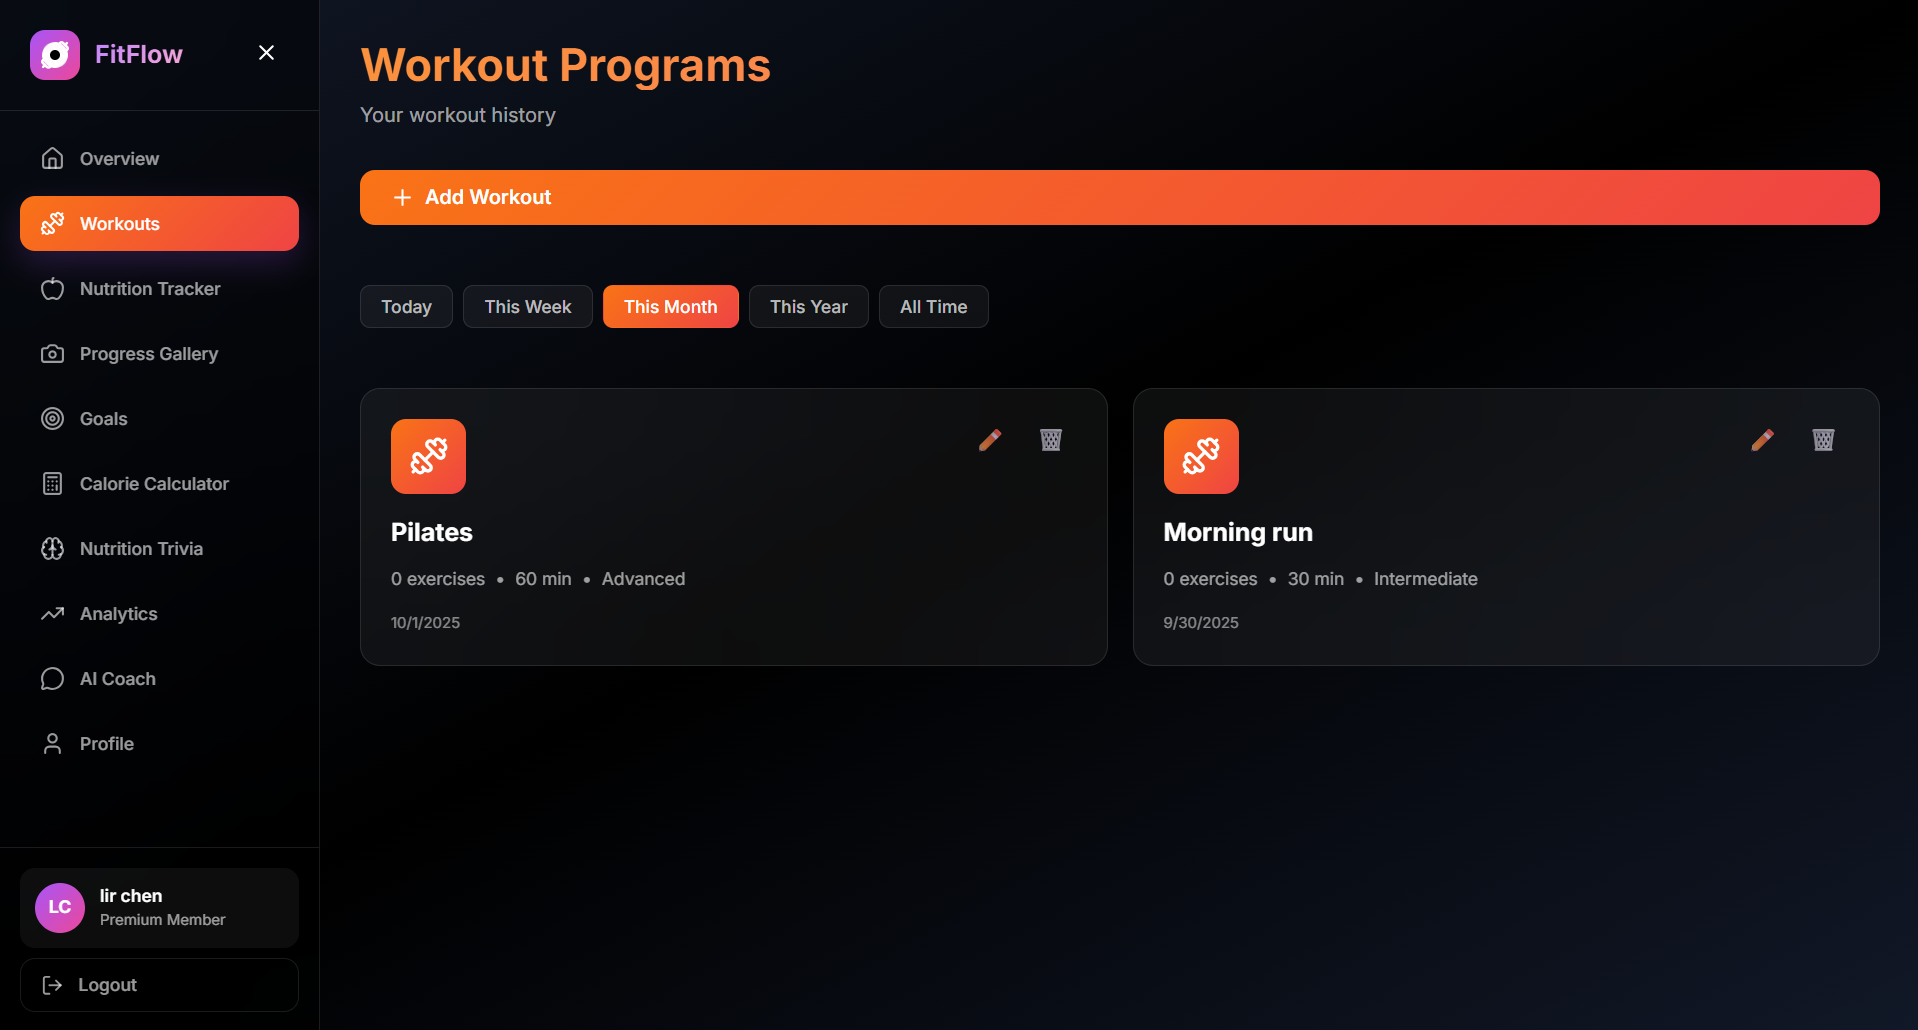 FitFlow
Overview
Workouts
Nutrition Tracker
Progress Gallery
Goals
Calorie Calculator
Nutrition Trivia
Analytics
AI Coach
Profile
LC
lir chen
Premium Member
Logout
Workout Programs
Your workout history
Add Workout
Today This Week This Month This Year All Time
Pilates
0 exercises • 60 min • Advanced
10/1/2025
Morning run
0 exercises • 30 min • Intermediate
9/30/2025